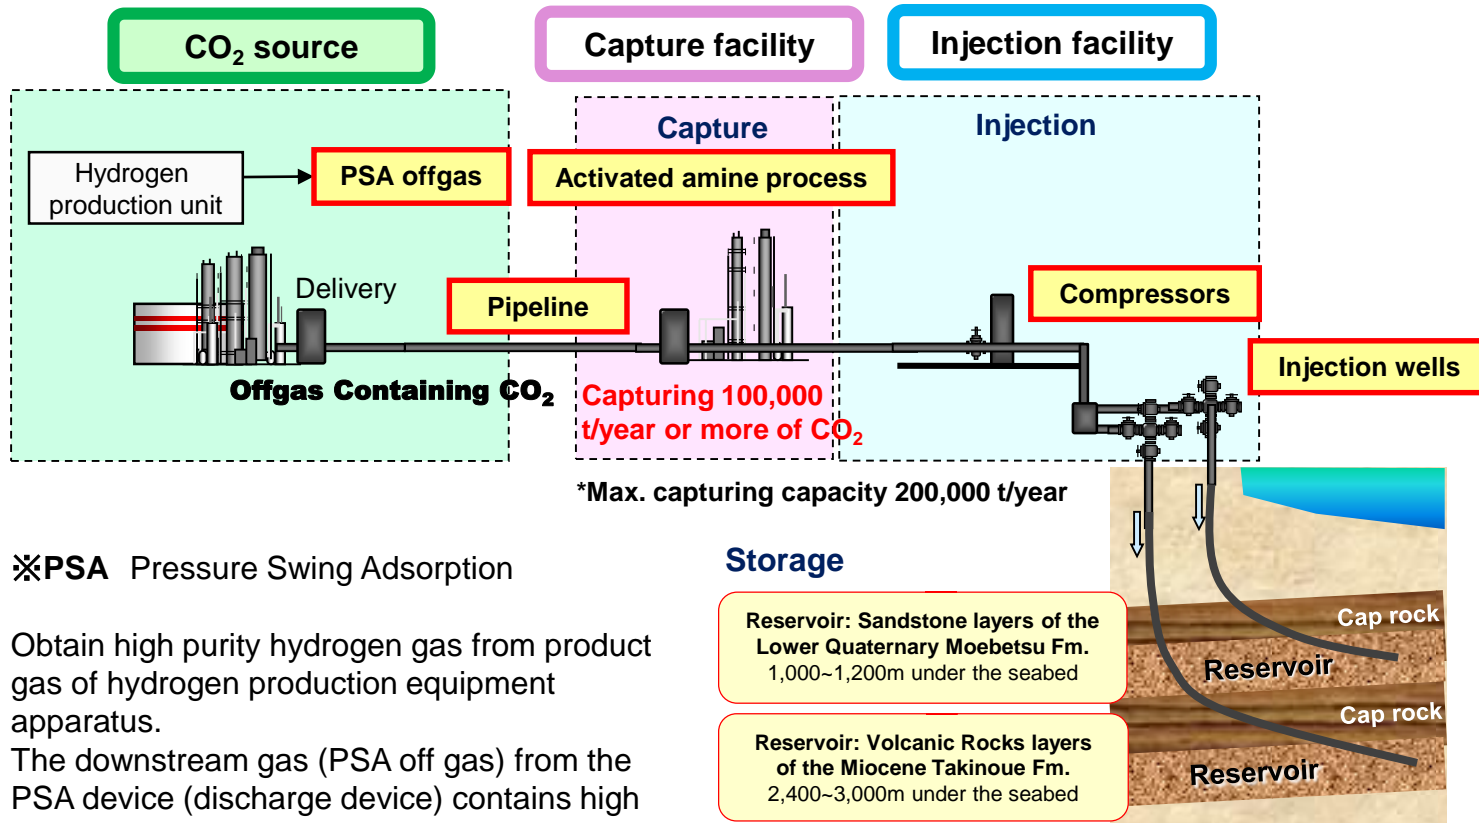 CO₂ source
Capture facility
Injection facility
Capture
Injection
Hydrogen
production unit
PSA offgas
Activated amine process
Delivery
Pipeline
Compressors
Injection wells
Offgas Containing CO₂
Capturing 100,000
t/year or more of CO₂
*Max. capturing capacity 200,000 t/year
※PSA Pressure Swing Adsorption
Obtain high purity hydrogen gas from product
gas of hydrogen production equipment
apparatus.
The downstream gas (PSA off gas) from the
PSA device (discharge device) contains high
Storage
Reservoir: Sandstone layers of the
Lower Quaternary Moebetsu Fm.
1,000~1,200m under the seabed
Reservoir: Volcanic Rocks layers
of the Miocene Takinoue Fm.
2,400~3,000m under the seabed
Cap rock
Reservoir
Cap rock
Reservoir